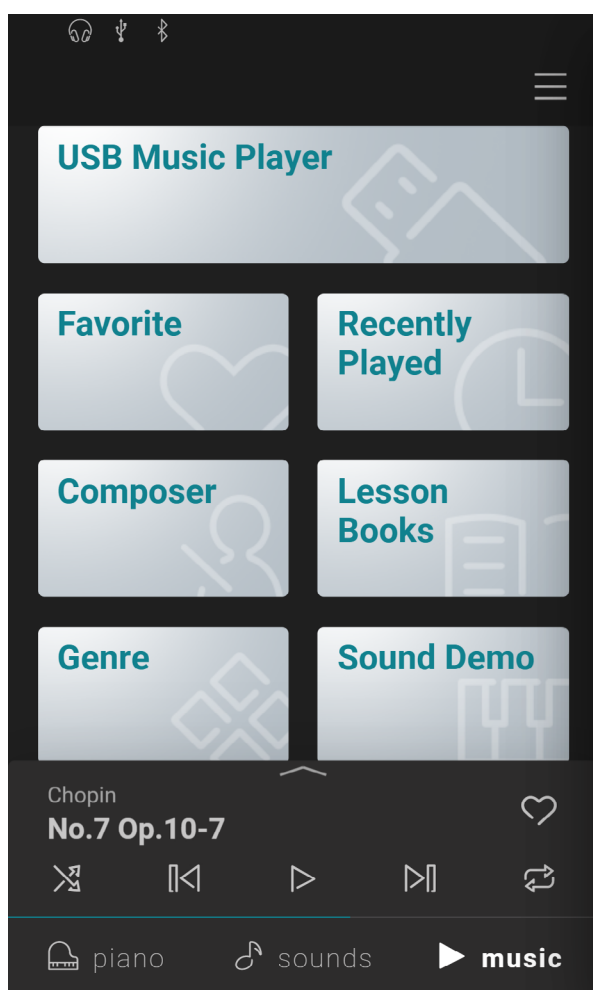 USB Music Player
Favorite
Recently
Played
Composer
Lesson
Books
Genre
Sound Demo
Chopin
No.7 Op.10-7
piano
sounds
music